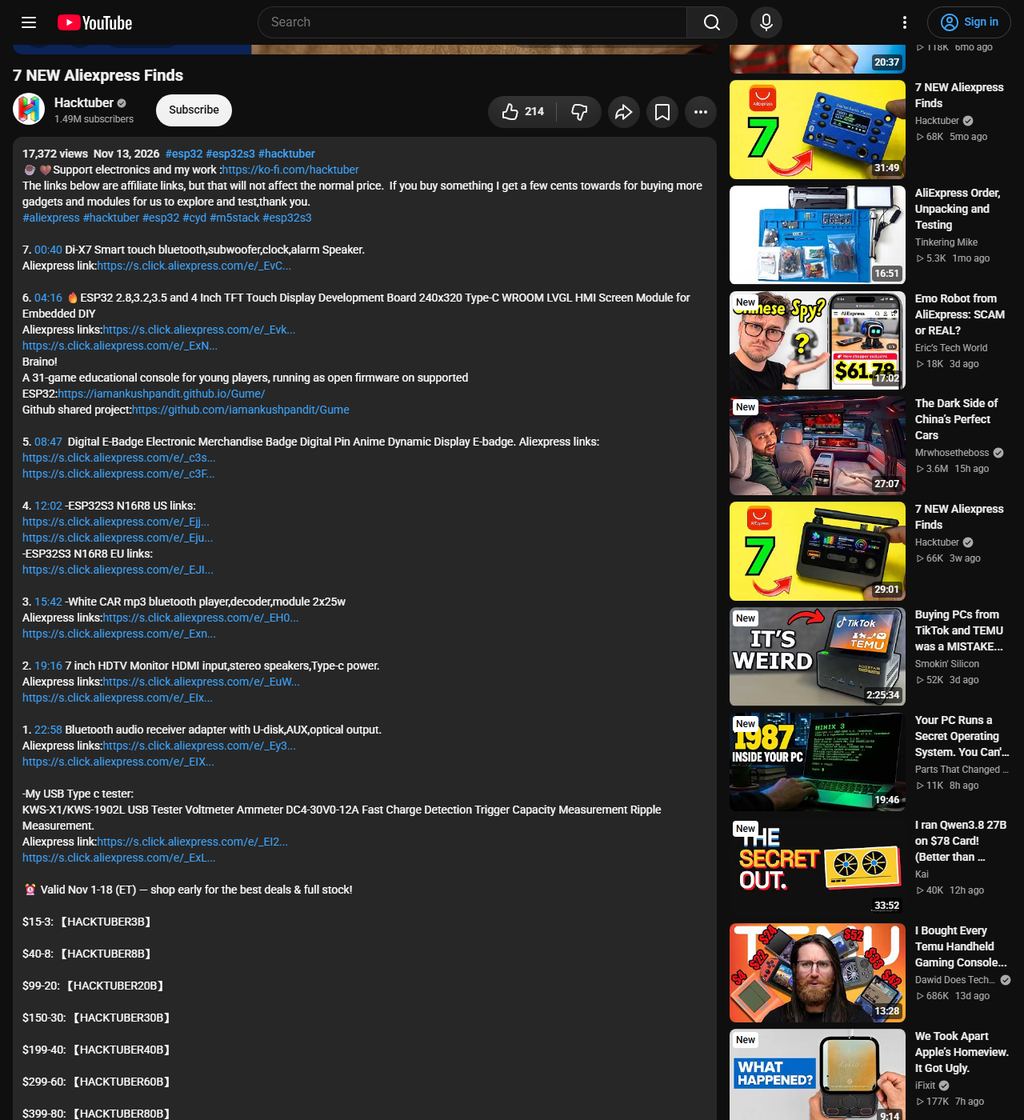 YouTube
Search
Sign in
7 NEW Aliexpress Finds
Hacktuber
1.49M subscribers
Subscribe
214
17,372 views Nov 13, 2026 #esp32 #esp32s3 #hacktuber
Support electronics and my work :https://ko-fi.com/hacktuber
The links below are affiliate links, but that will not affect the normal price. If you buy something I get a few cents towards for buying more
gadgets and modules for us to explore and test,thank you.
#aliexpress #hacktuber #esp32 #cyd #m5stack #esp32s3
7. 00:40 Di-X7 Smart touch bluetooth,subwoofer,clock,alarm Speaker.
Aliexpress link:https://s.click.aliexpress.com/e/_EvC...
6. 04:16 🔥ESP32 2.8,3.2,3.5 and 4 Inch TFT Touch Display Development Board 240x320 Type-C WROOM LVGL HMI Screen Module for
Embedded DIY
Aliexpress links:https://s.click.aliexpress.com/e/_Evk...
https://s.click.aliexpress.com/e/_ExN...
Braino!
A 31-game educational console for young players, running as open firmware on supported
ESP32:https://iamankushpandit.github.io/Gume/
Github shared project:https://github.com/iamankushpandit/Gume
5. 08:47 Digital E-Badge Electronic Merchandise Badge Digital Pin Anime Dynamic Display E-badge. Aliexpress links:
https://s.click.aliexpress.com/e/_c3s...
https://s.click.aliexpress.com/e/_c3F...
4. 12:02 -ESP32S3 N16R8 US links:
https://s.click.aliexpress.com/e/_Ejj...
https://s.click.aliexpress.com/e/_Eju...
-ESP32S3 N16R8 EU links:
https://s.click.aliexpress.com/e/_EJI...
3. 15:42 -White CAR mp3 bluetooth player,decoder,module 2x25w
Aliexpress links:https://s.click.aliexpress.com/e/_EH0...
https://s.click.aliexpress.com/e/_Exn...
2. 19:16 7 inch HDTV Monitor HDMI input,stereo speakers,Type-c power.
Aliexpress links:https://s.click.aliexpress.com/e/_EuW...
https://s.click.aliexpress.com/e/_EIx...
1. 22:58 Bluetooth audio receiver adapter with U-disk,AUX,optical output.
Aliexpress links:https://s.click.aliexpress.com/e/_Ey3...
https://s.click.aliexpress.com/e/_EIX...
-My USB Type c tester:
KWS-X1/KWS-1902L USB Tester Voltmeter Ammeter DC4-30V0-12A Fast Charge Detection Trigger Capacity Measurement Ripple
Measurement.
Aliexpress link:https://s.click.aliexpress.com/e/_EI2...
https://s.click.aliexpress.com/e/_ExL...
⏰ Valid Nov 1-18 (ET) — shop early for the best deals & full stock!
$15-3: 【HACKTUBER3B】
$40-8: 【HACKTUBER8B】
$99-20: 【HACKTUBER20B】
$150-30: 【HACKTUBER30B】
$199-40: 【HACKTUBER40B】
$299-60: 【HACKTUBER60B】
$399-80: 【HACKTUBER80B】
118K 6mo ago
20:37
7
31:49
7 NEW Aliexpress
Finds
Hacktuber
68K 5mo ago
16:51
AliExpress Order,
Unpacking and
Testing
Tinkering Mike
5.3K 1mo ago
New
Spy?
?
$61.78
17:02
Emo Robot from
AliExpress: SCAM
or REAL?
Eric's Tech World
18K 3d ago
New
27:07
The Dark Side of
China's Perfect
Cars
Mrwhosetheboss
3.6M 15h ago
7
29:01
7 NEW Aliexpress
Finds
Hacktuber
66K 3w ago
New
IT'S
WEIRD
TikTok
TEMU
2:25:34
Buying PCs from
TikTok and TEMU
was a MISTAKE...
Smokin' Silicon
52K 3d ago
New
1987
INSIDE YOUR PC
MINIX 3
19:46
Your PC Runs a
Secret Operating
System. You Can'...
Parts That Changed ...
11K 8h ago
New
THE
SECRET
OUT.
33:52
I ran Qwen3.8 27B
on $78 Card!
(Better than ...
Kai
40K 12h ago
TEMU
$24
$52
$22
$4
13:28
I Bought Every
Temu Handheld
Gaming Console...
Dawid Does Tech...
686K 13d ago
New
WHAT
HAPPENED?
9:14
We Took Apart
Apple's Homeview.
It Got Ugly.
iFixit
177K 7h ago